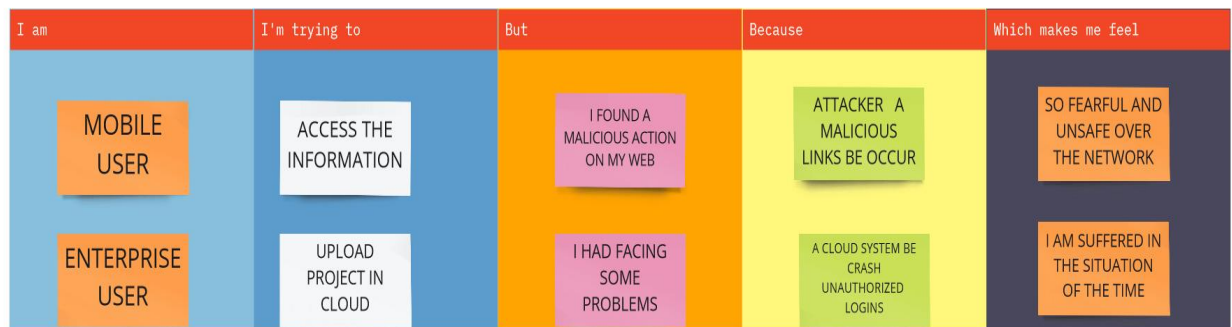 I am
I'm trying to
But
Because
Which makes me feel
MOBILE
USER
ACCESS THE
INFORMATION
I FOUND A
MALICIOUS ACTION
ON MY WEB
ATTACKER A
MALICIOUS
LINKS BE OCCUR
SO FEARFUL AND
UNSAFE OVER
THE NETWORK
ENTERPRISE
USER
UPLOAD
PROJECT IN
CLOUD
I HAD FACING
SOME
PROBLEMS
A CLOUD SYSTEM BE
CRASH
UNAUTHORIZED
LOGINS
I AM SUFFERED IN
THE SITUATION
OF THE TIME